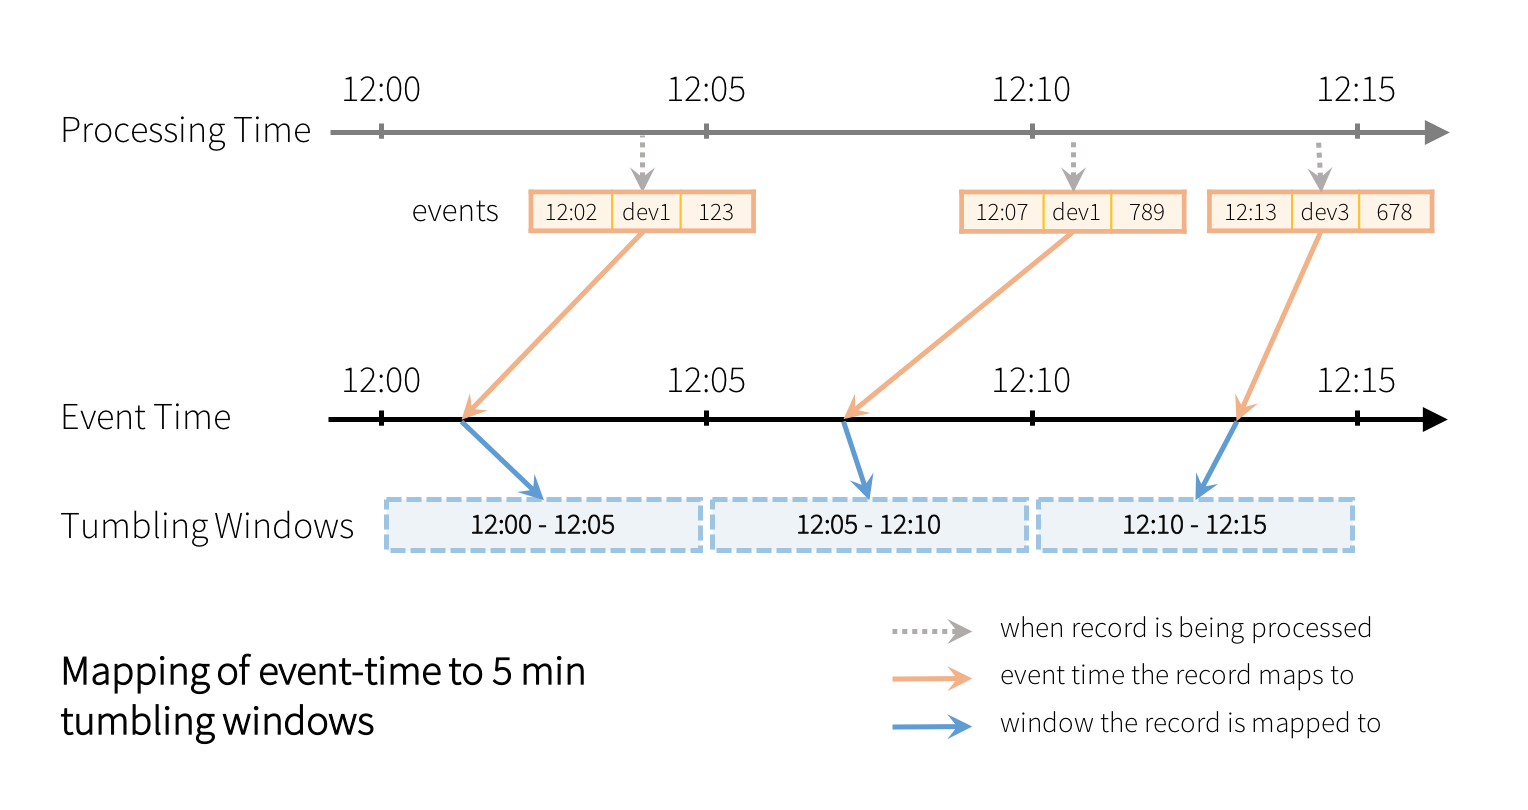 12:00 12:05 12:10 12:15
Processing Time
events 12:02 dev1 123 12:07 dev1 789 12:13 dev3 678
12:00 12:05 12:10 12:15
Event Time
Tumbling Windows 12:00 - 12:05 12:05 - 12:10 12:10 - 12:15
when record is being processed
event time the record maps to
window the record is mapped to
Mapping of event-time to 5 min
tumbling windows